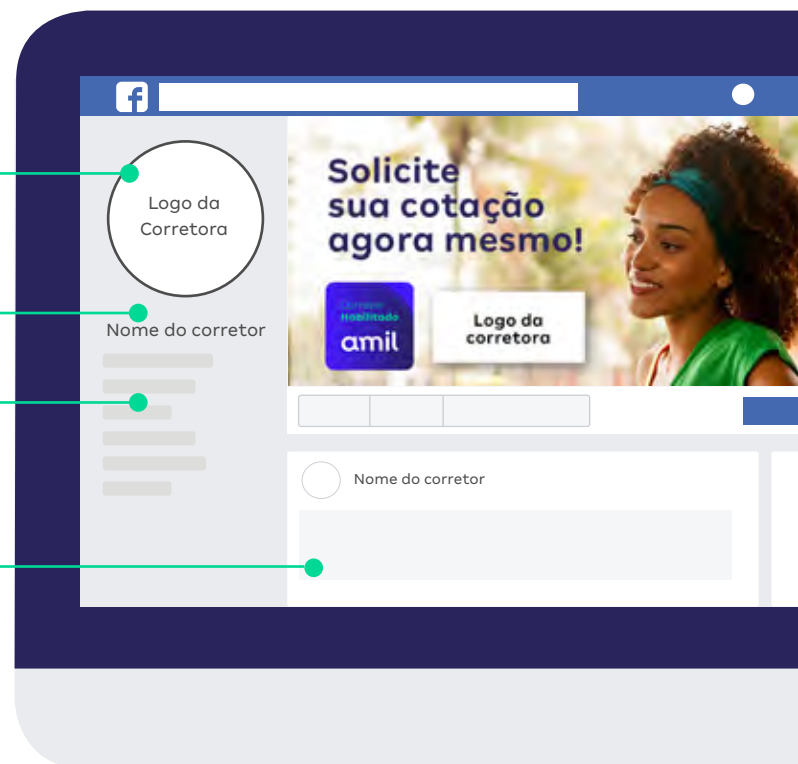 Logo da
Corretora
Nome do corretor
Solicite
sua cotação
agora mesmo!
Corretor
Habilitado
amil
Logo da
corretora
Nome do corretor